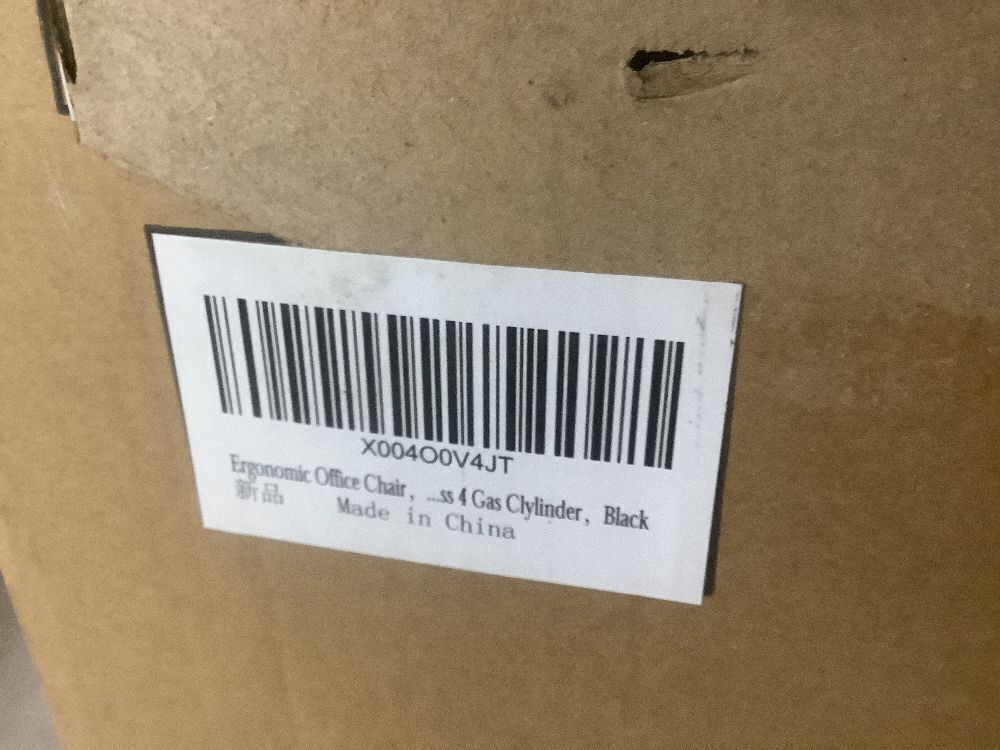 X004O0V4JT
Ergonomic Office Chair，...ss 4 Gas Clylinder，Black
新品
Made in China